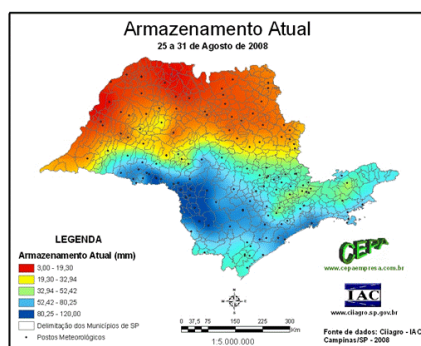 Armazenamento Atual
25 a 31 de Agosto de 2008
LEGENDA
Armazenamento Atual (mm)
3,00 - 19,30
19,30 - 32,94
32,94 - 52,42
52,42 - 80,25
80,25 - 120,00
Delimitação dos Municípios de SP
Postos Meteorológicos
N
W E
S
0 37,5 75 150 225 300
Km
1:5.000.000
CEPA
www.cepaempresa.com.br
IAC
www.ciiagro.sp.gov.br
Fonte de dados: Ciiagro - IAC
Campinas/SP - 2008